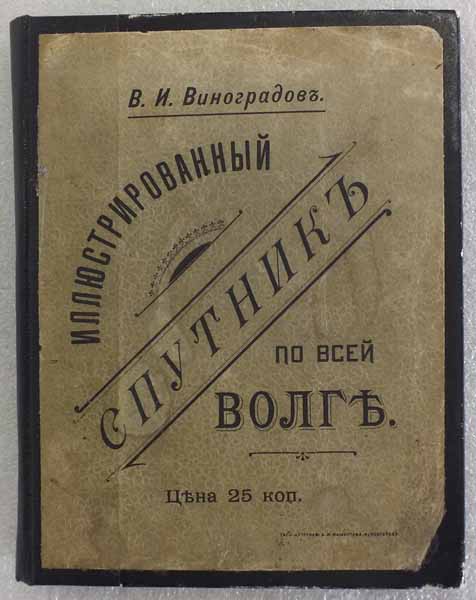 В. И. Виноградовъ.
ИЛЛЮСТРИРОВАННЫЙ
СПУТНИКЪ
ПО ВСЕЙ
ВОЛГѢ.
Цѣна 25 коп.